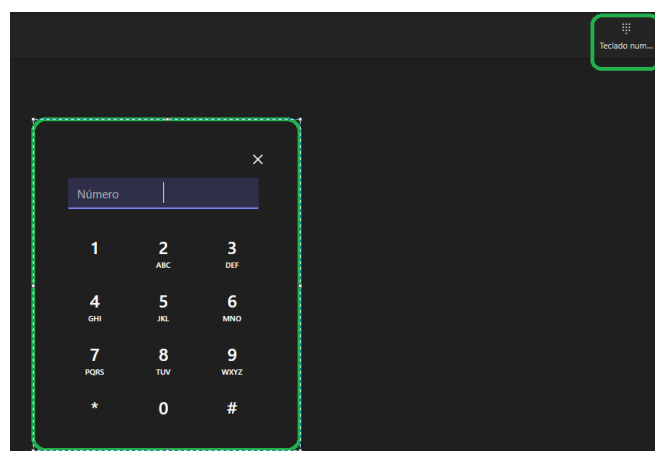 Teclado num...
Número
1 2 3
ABC DEF
4 5 6
GHI JKL MNO
7 8 9
PQRS TUV WXYZ
* 0 #